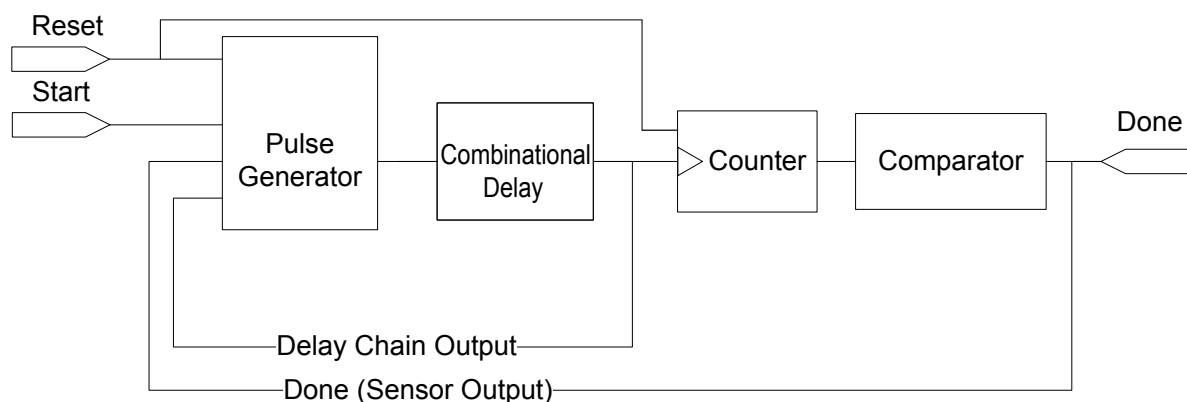 Reset
Start
Pulse
Generator
Combinational
Delay
Counter
Comparator
Done
Delay Chain Output
Done (Sensor Output)